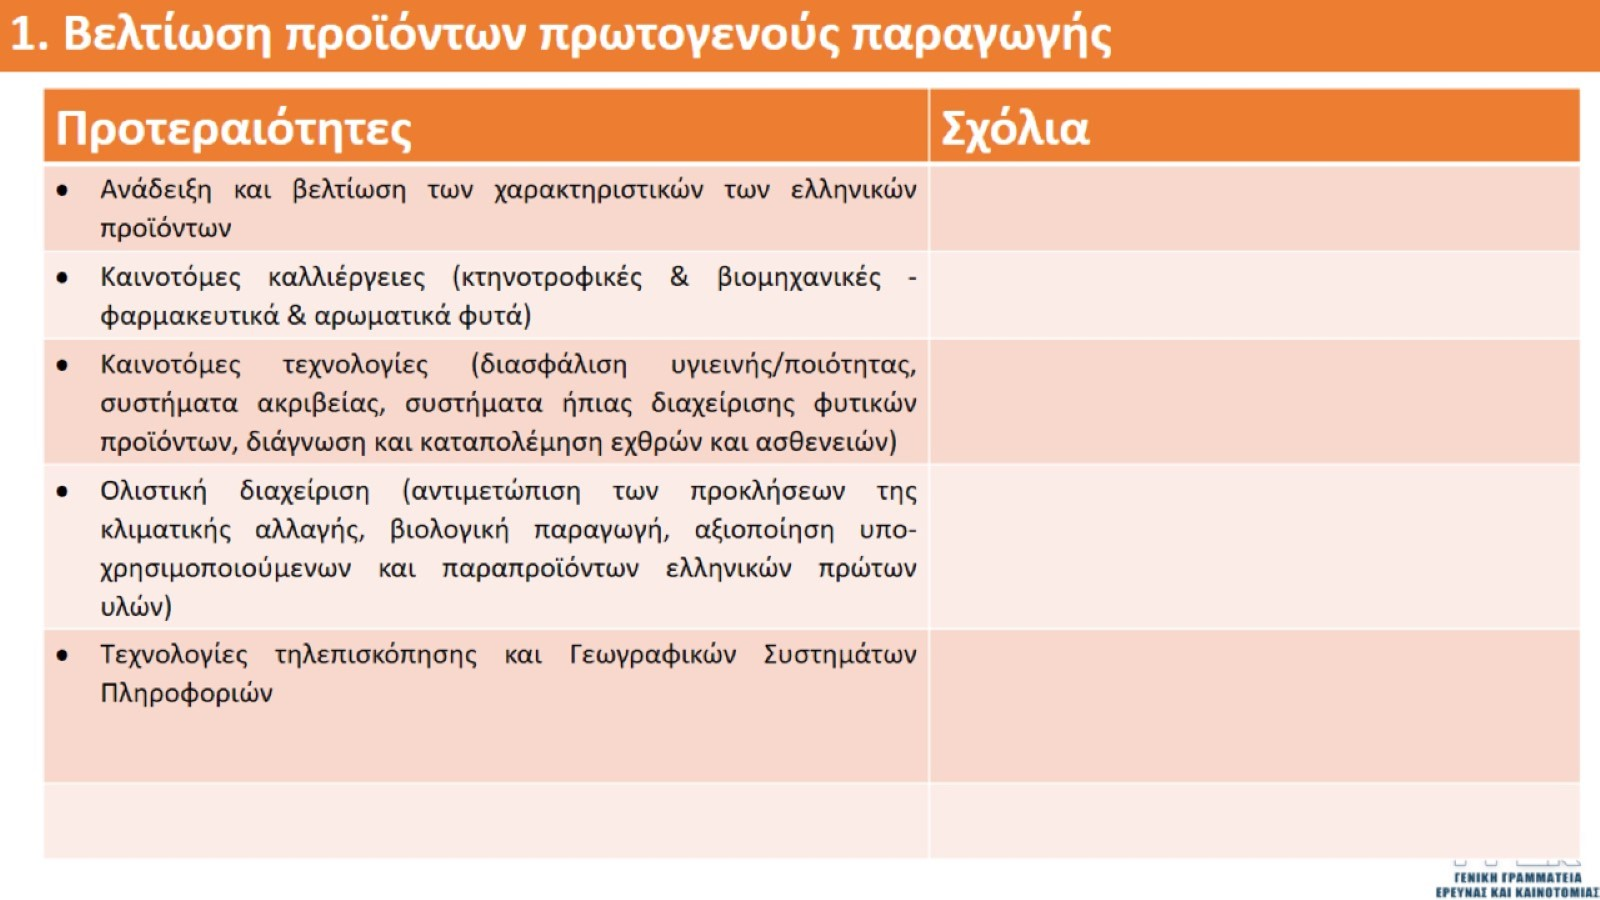 1. Βελτίωση προϊόντων πρωτογενούς παραγωγής
Προτεραιότητες
Σχόλια
• Ανάδειξη και βελτίωση των χαρακτηριστικών των ελληνικών
προϊόντων
• Καινοτόμες καλλιέργειες (κτηνοτροφικές & βιομηχανικές -
φαρμακευτικά & αρωματικά φυτά)
• Καινοτόμες τεχνολογίες (διασφάλιση υγιεινής/ποιότητας,
συστήματα ακριβείας, συστήματα ήπιας διαχείρισης φυτικών
προϊόντων, διάγνωση και καταπολέμηση εχθρών και ασθενειών)
• Ολιστική διαχείριση (αντιμετώπιση των προκλήσεων της
κλιματικής αλλαγής, βιολογική παραγωγή, αξιοποίηση υπο-
χρησιμοποιούμενων και παραπροϊόντων ελληνικών πρώτων
υλών)
• Τεχνολογίες τηλεπισκόπησης και Γεωγραφικών Συστημάτων
Πληροφοριών
ΓΕΝΙΚΗ ΓΡΑΜΜΑΤΕΙΑ
ΕΡΕΥΝΑΣ ΚΑΙ ΚΑΙΝΟΤΟΜΙΑΣ